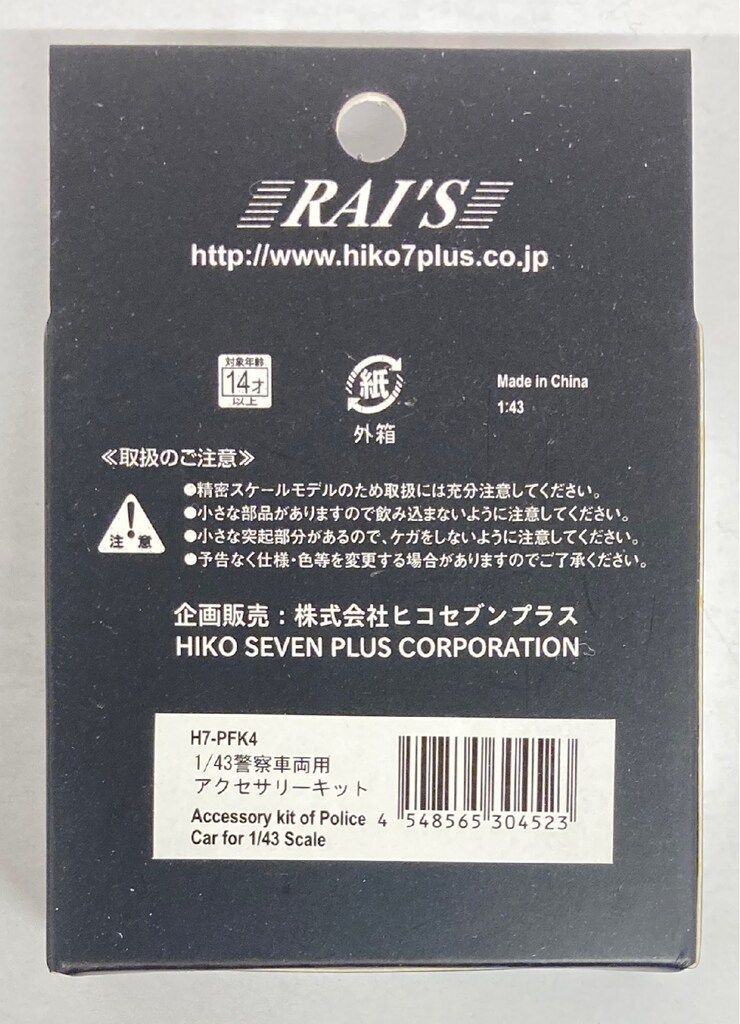 RAI'S
http://www.hiko7plus.co.jp
対象年齢
14才
以上
紙
外箱
Made in China
1:43
≪取扱のご注意≫
注意
●精密スケールモデルのため取扱には充分注意してください。
●小さな部品がありますので飲み込まないように注意してください。
●小さな突起部分があるので、ケガをしないように注意してください。
●予告なく仕様・色等を変更する場合がありますのでご了承ください。
企画販売：株式会社ヒコセブンプラス
HIKO SEVEN PLUS CORPORATION
H7-PFK4
1/43警察車両用
アクセサリーキット
Accessory kit of Police
Car for 1/43 Scale
4 548565 304523